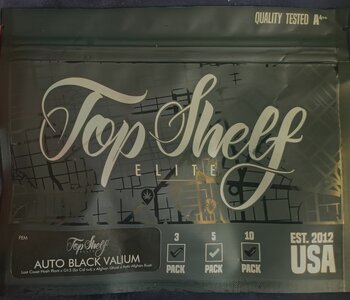 QUALITY TESTED A++
Top Shelf
ELITE
FEM
Top Shelf
AUTO BLACK VALIUM
3 PACK
5 PACK
10 PACK
EST. 2012
USA